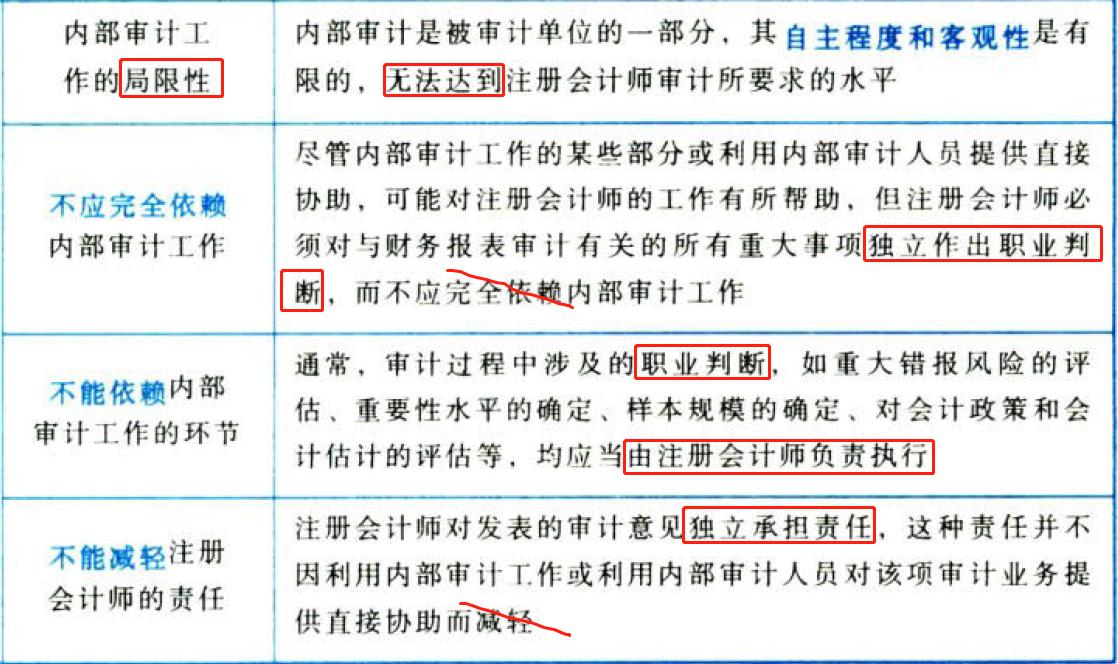 内部审计工
作的局限性
内部审计是被审计单位的一部分，其自主程度和客观性是有
限的，无法达到注册会计师审计所要求的水平
不应完全依赖
内部审计工作
尽管内部审计工作的某些部分或利用内部审计人员提供直接
协助，可能对注册会计师的工作有所帮助，但注册会计师必
须对与财务报表审计有关的所有重大事项独立作出职业判
断，而不应完全依赖内部审计工作
不能依赖内部
审计工作的环节
通常，审计过程中涉及的职业判断，如重大错报风险的评
估、重要性水平的确定、样本规模的确定、对会计政策和会
计估计的评估等，均应当由注册会计师负责执行
不能减轻注册
会计师的责任
注册会计师对发表的审计意见独立承担责任，这种责任并不
因利用内部审计工作或利用内部审计人员对该项审计业务提
供直接协助而减轻